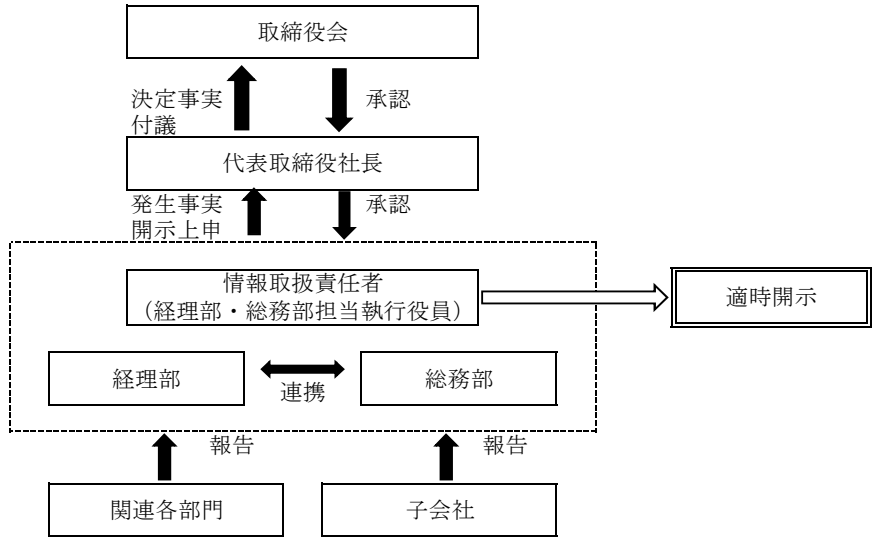 取締役会
決定事実
付議
承認
代表取締役社長
発生事実
開示上申
承認
情報取扱責任者
(経理部・総務部担当執行役員)
適時開示
経理部
連携
総務部
報告
報告
関連各部門
子会社